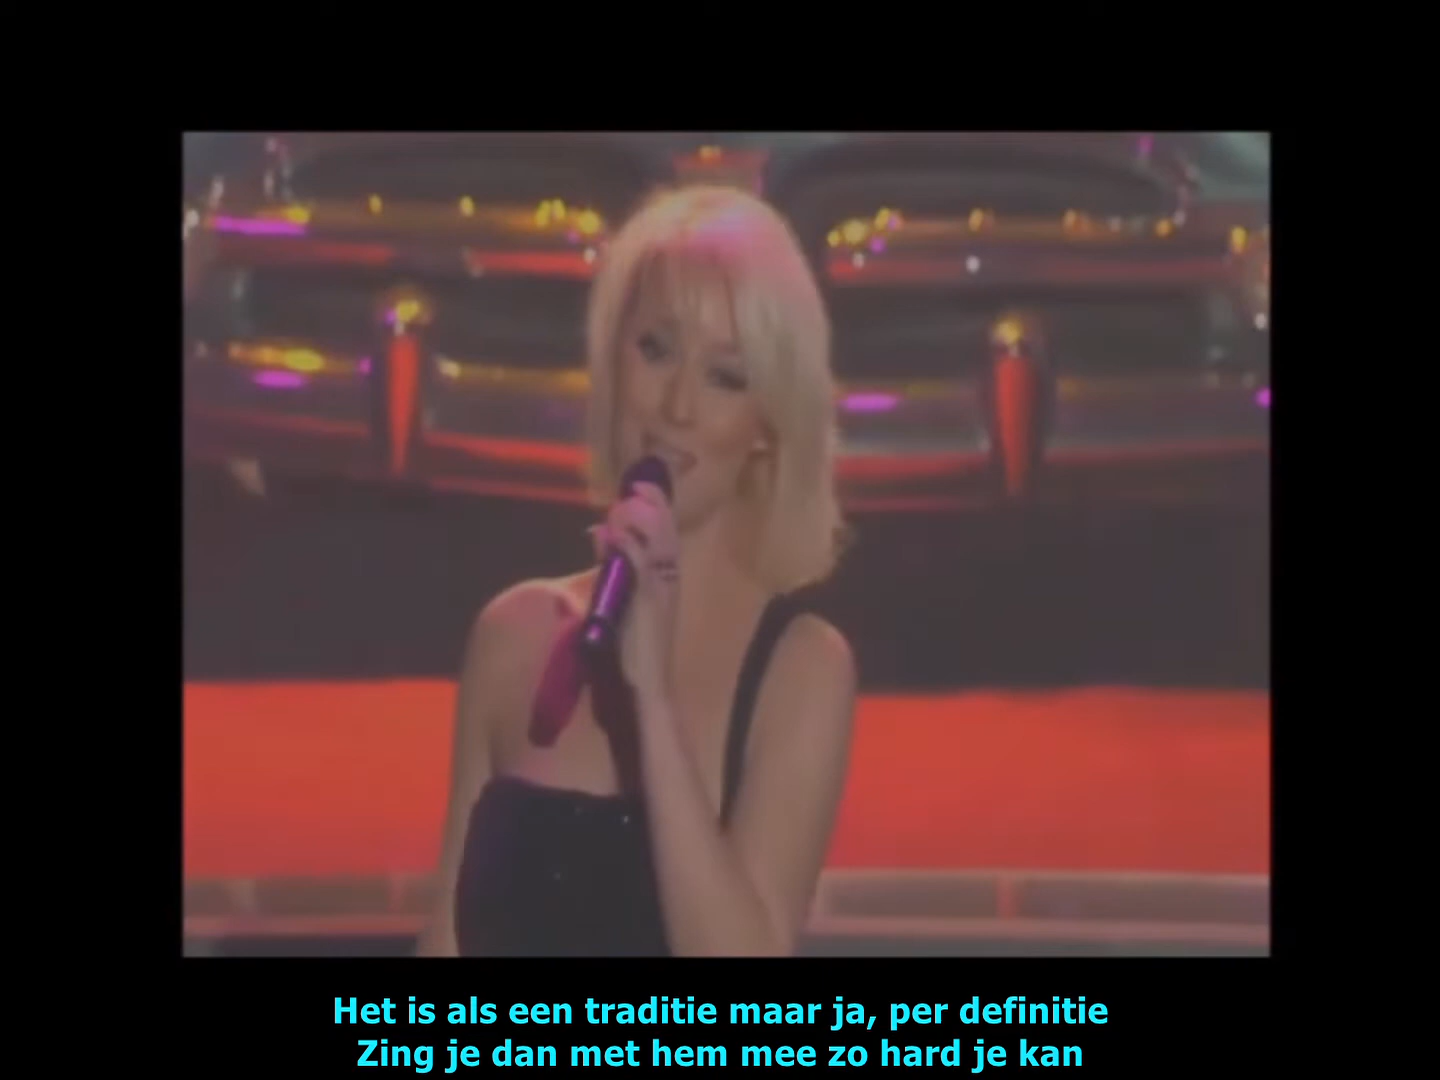 Het is als een traditie maar ja, per definitie
Zing je dan met hem mee zo hard je kan